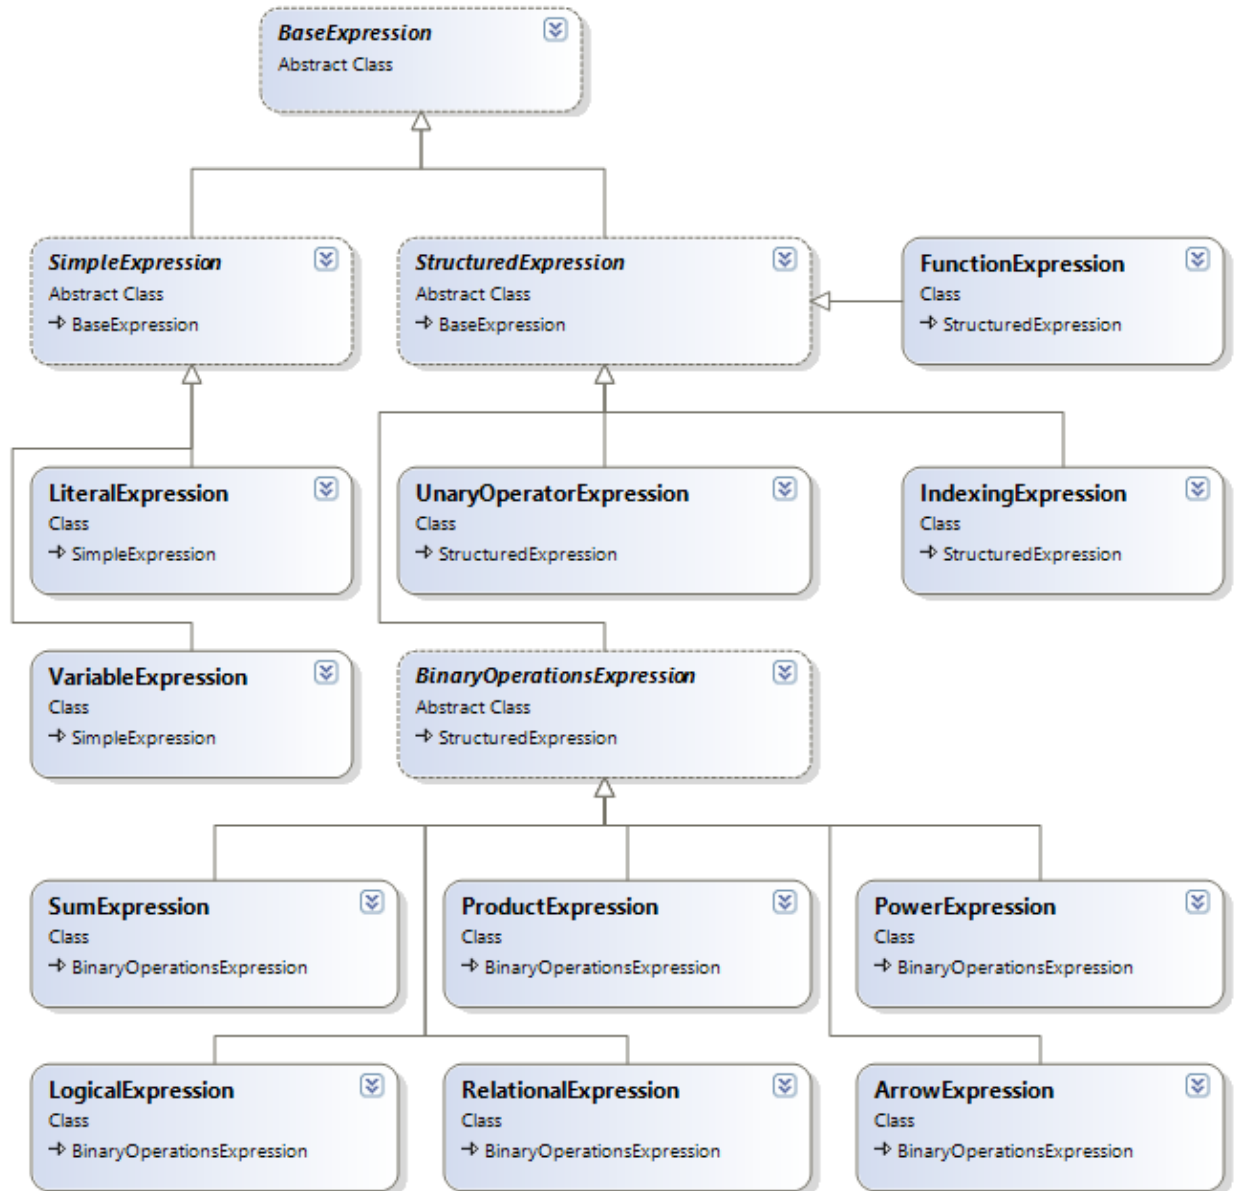 BaseExpression
Abstract Class
SimpleExpression
Abstract Class
BaseExpression
StructuredExpression
Abstract Class
BaseExpression
FunctionExpression
Class
StructuredExpression
LiteralExpression
Class
SimpleExpression
UnaryOperatorExpression
Class
StructuredExpression
IndexingExpression
Class
StructuredExpression
VariableExpression
Class
SimpleExpression
BinaryOperationsExpression
Abstract Class
StructuredExpression
SumExpression
Class
BinaryOperationsExpression
ProductExpression
Class
BinaryOperationsExpression
PowerExpression
Class
BinaryOperationsExpression
LogicalExpression
Class
BinaryOperationsExpression
RelationalExpression
Class
BinaryOperationsExpression
ArrowExpression
Class
BinaryOperationsExpression